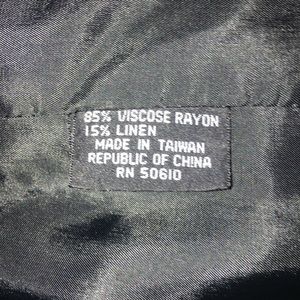 85% VISCOSE RAYON
15% LINEN
MADE IN TAIWAN
REPUBLIC OF CHINA
RN 50610